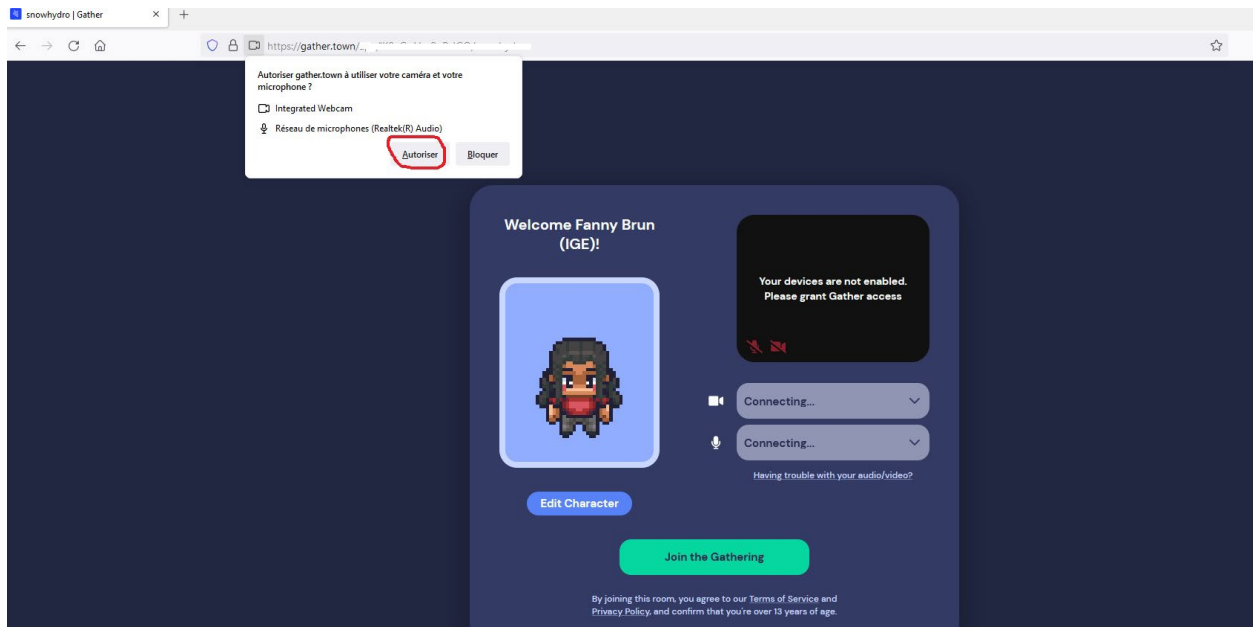 snowhydro | Gather
https://gather.town/
Autoriser gather.town à utiliser votre caméra et votre
microphone ?
Integrated Webcam
Réseau de microphones (Realtek(R) Audio)
Autoriser
Bloquer
Welcome Fanny Brun
(IGE)!
Your devices are not enabled.
Please grant Gather access
Connecting...
Connecting...
Having trouble with your audio/video?
Edit Character
Join the Gathering
By joining this room, you agree to our Terms of Service and
Privacy Policy, and confirm that you're over 13 years of age.